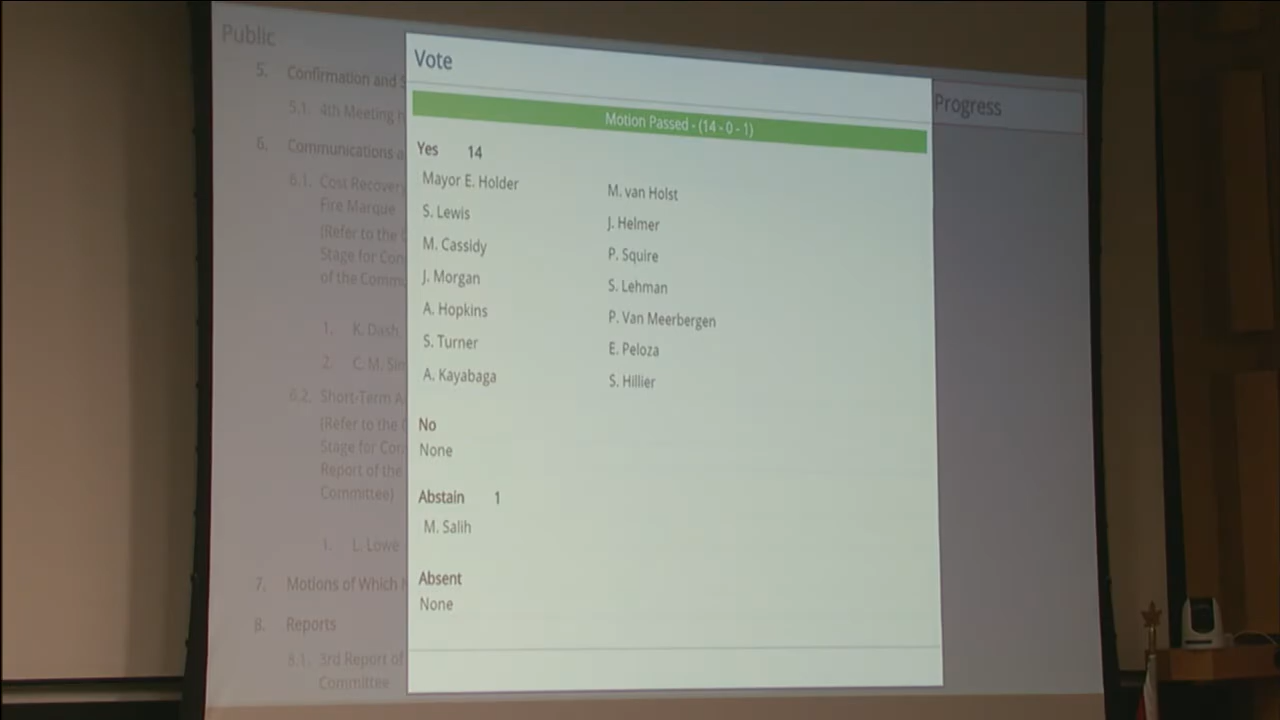 Public
5. Confirmation and S
5.1. 4th Meeting H
6. Communications a
6.1. Cost Recovery
Fire Marque
(Refer to the C
Stage for Con
of the Commu
1. K. Dash
2. C. M. Sin
6.2. Short-Term A
(Refer to the C
Stage for Con
Report of the
Committee)
1. L. Lowe
7. Motions of Which
8. Reports
8.1. 3rd Report of
Committee
Vote
Motion Passed - (14 - 0 - 1)
Yes 14
Mayor E. Holder
S. Lewis
M. Cassidy
J. Morgan
A. Hopkins
S. Turner
A. Kayabaga
M. van Holst
J. Helmer
P. Squire
S. Lehman
P. Van Meerbergen
E. Peloza
S. Hillier
No
None
Abstain 1
M. Salih
Absent
None
Progress